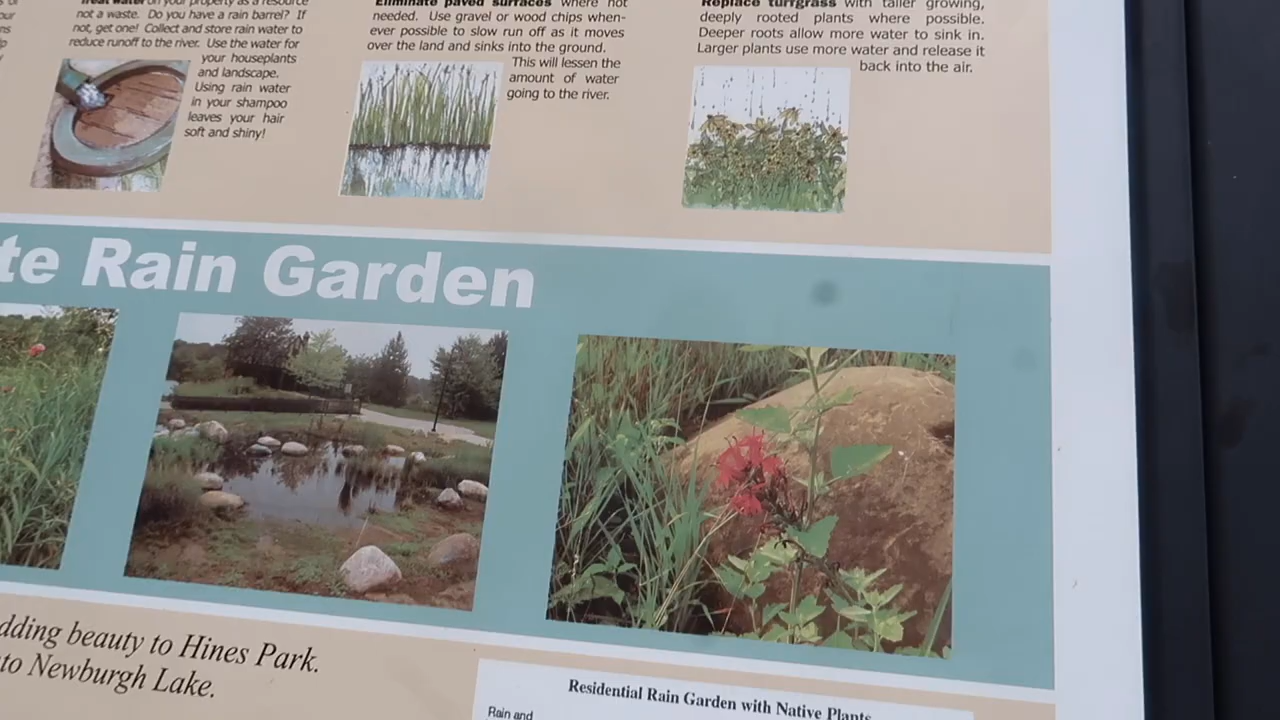 Treat water on your property as a resource
not a waste. Do you have a rain barrel? If
not, get one! Collect and store rain water to
reduce runoff to the river. Use the water for
your houseplants
and landscape.
Using rain water
in your shampoo
leaves your hair
soft and shiny!
Eliminate paved surfaces where not
needed. Use gravel or wood chips when-
ever possible to slow run off as it moves
over the land and sinks into the ground.
This will lessen the
amount of water
going to the river.
Replace turfgrass with taller growing,
deeply rooted plants where possible.
Deeper roots allow more water to sink in.
Larger plants use more water and release it
back into the air.
te Rain Garden
dding beauty to Hines Park.
to Newburgh Lake.
Residential Rain Garden with Native Plants
Rain and